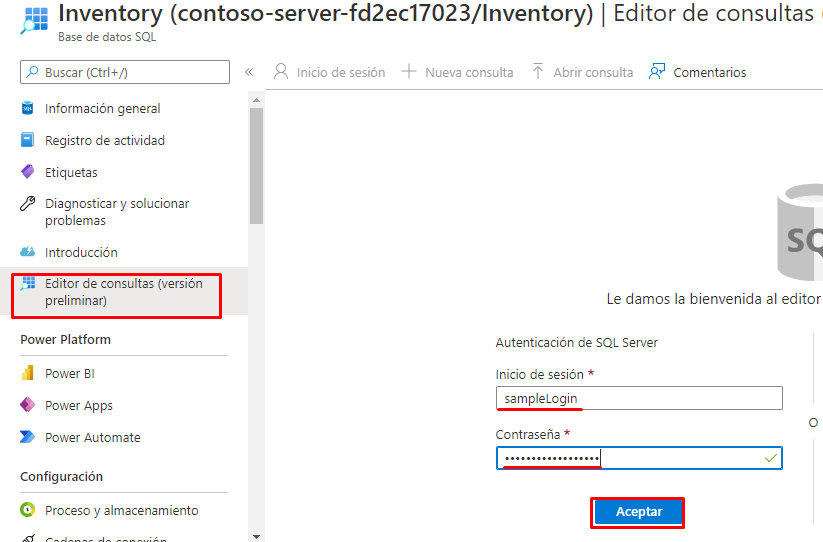 Inventory (contoso-server-fd2ec17023/Inventory) | Editor de consultas
Base de datos SQL
Buscar (Ctrl+/)
«
Inicio de sesión
Nueva consulta
Abrir consulta
Comentarios
Información general
Registro de actividad
Etiquetas
Diagnosticar y solucionar
problemas
Introducción
Editor de consultas (versión
preliminar)
Power Platform
Power BI
Power Apps
Power Automate
Configuración
Proceso y almacenamiento
Cadenas de conexión
SQL
Le damos la bienvenida al editor
Autenticación de SQL Server
Inicio de sesión *
sampleLogin
O
Contraseña *
••••••••••••••••••
Aceptar